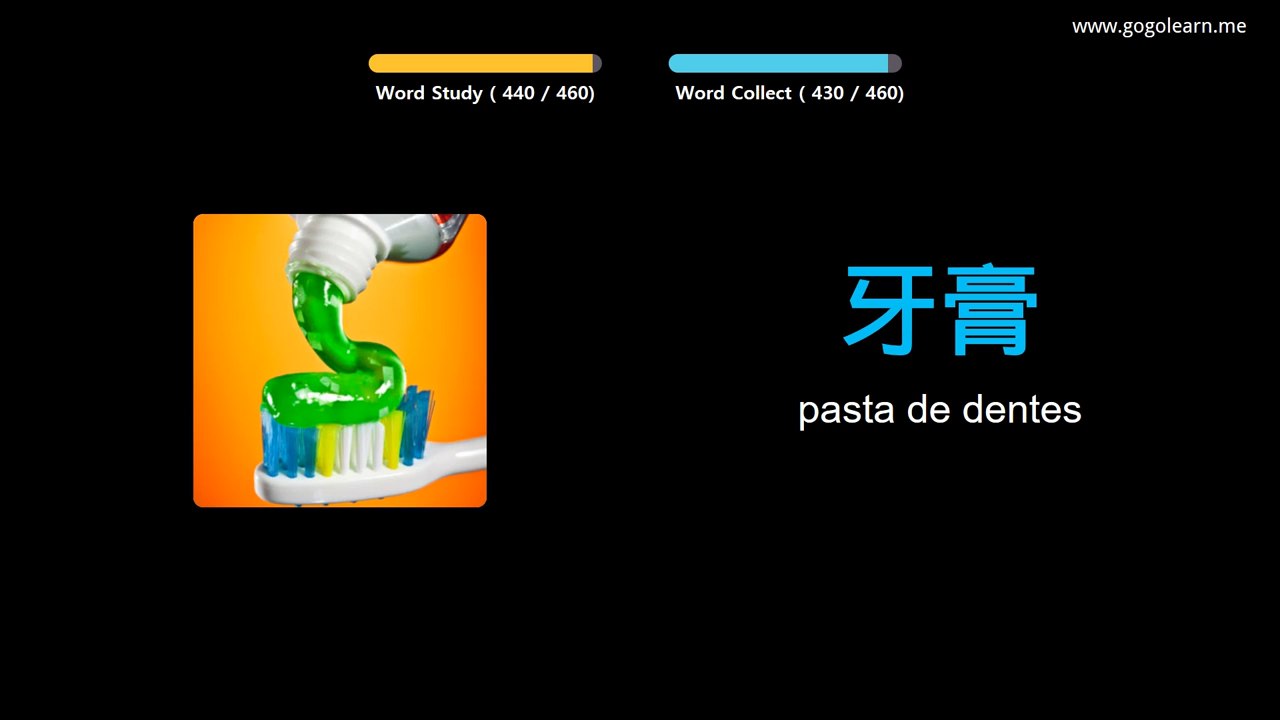 www.gogolearn.me
Word Study ( 440 / 460)
Word Collect ( 430 / 460)
牙膏
pasta de dentes